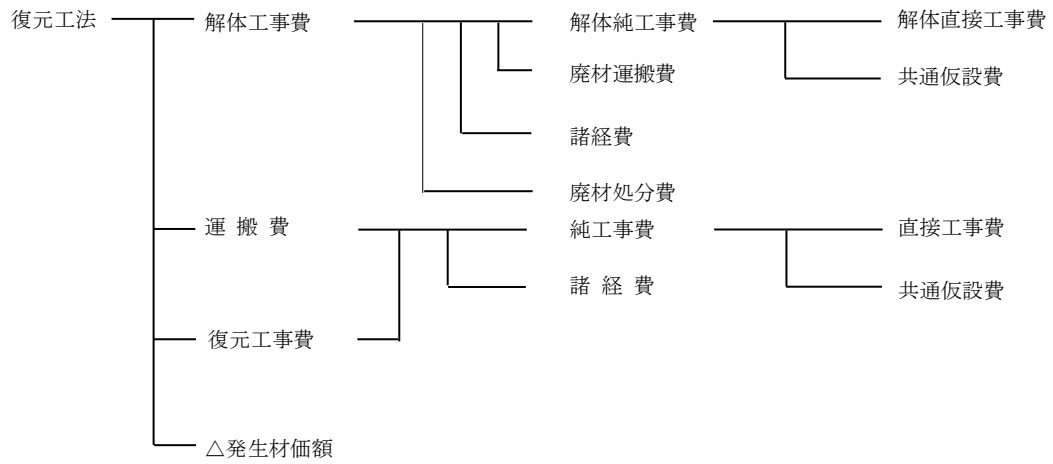 復元工法 解体工事費 解体純工事費 解体直接工事費
廃材運搬費 共通仮設費
諸経費
廃材処分費
運 搬 費 純工事費 直接工事費
諸 経 費 共通仮設費
復元工事費
△発生材価額